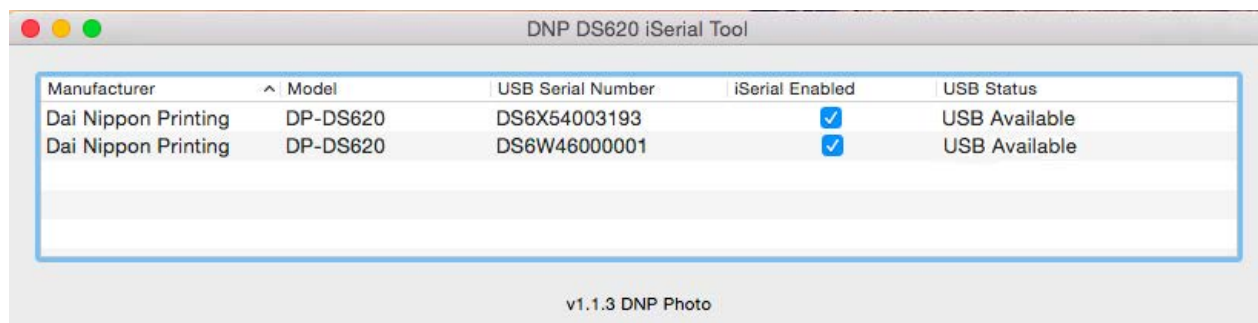 DNP DS620 iSerial Tool
Manufacturer Model USB Serial Number iSerial Enabled USB Status
Dai Nippon Printing DP-DS620 DS6X54003193 USB Available
Dai Nippon Printing DP-DS620 DS6W46000001 USB Available
v1.1.3 DNP Photo